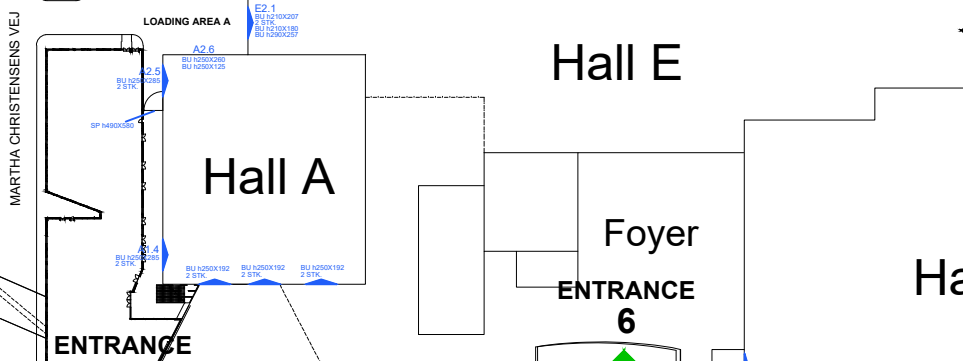 MARTHA CHRISTENSENS VEJ
LOADING AREA A
E2.1
BU h210X207
2 STK.
BU h210X180
BU h290X257
A2.6
BU h250X260
BU h250X125
A2.5
BU h250X285
2 STK.
SP h490X580
Hall A
Hall E
Foyer
A1.4
BU h250X285
2 STK.
BU h250X192
2 STK.
BU h250X192
2 STK.
BU h250X192
2 STK.
ENTRANCE
6
Ha
ENTRANCE